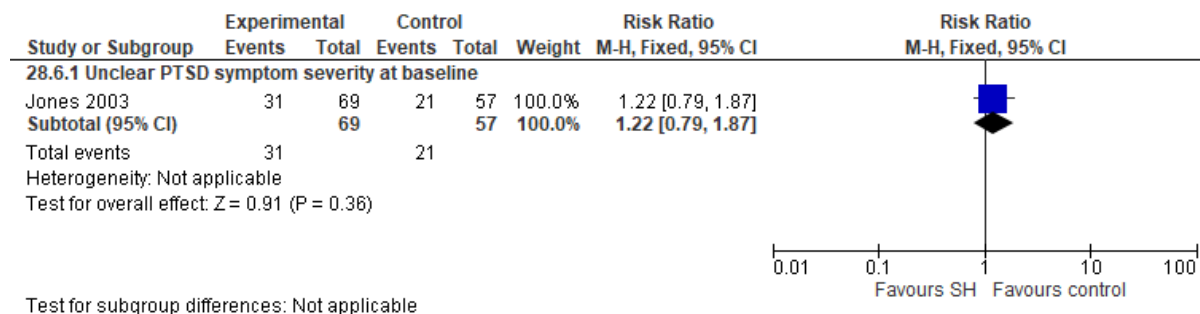 Experimental Control Risk Ratio Risk Ratio
Study or Subgroup Events Total Events Total Weight M-H, Fixed, 95% CI M-H, Fixed, 95% CI
28.6.1 Unclear PTSD symptom severity at baseline
Jones 2003 31 69 21 57 100.0% 1.22 [0.79, 1.87]
Subtotal (95% CI) 69 57 100.0% 1.22 [0.79, 1.87]
Total events 31 21
Heterogeneity: Not applicable
Test for overall effect: Z = 0.91 (P = 0.36)
0.01 0.1 1 10 100
Favours SH Favours control
Test for subgroup differences: Not applicable